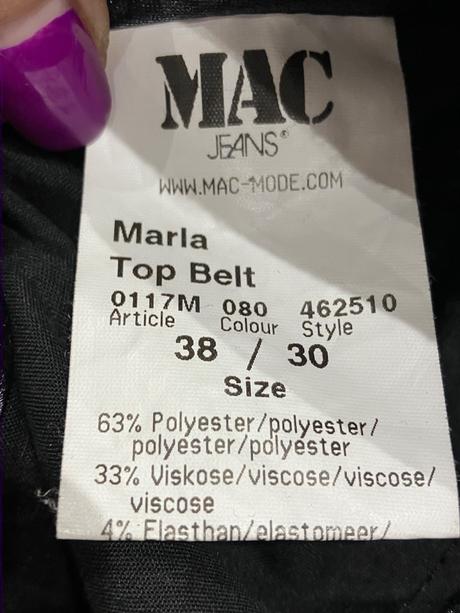 MAC
JEANS®
WWW.MAC-MODE.COM
Marla
Top Belt
0117M 080 462510
Article Colour Style
38 / 30
Size
63% Polyester/polyester/
polyester/polyester
33% Viskose/viscose/viscose/
viscose
4% Elasthan/elastomeer/